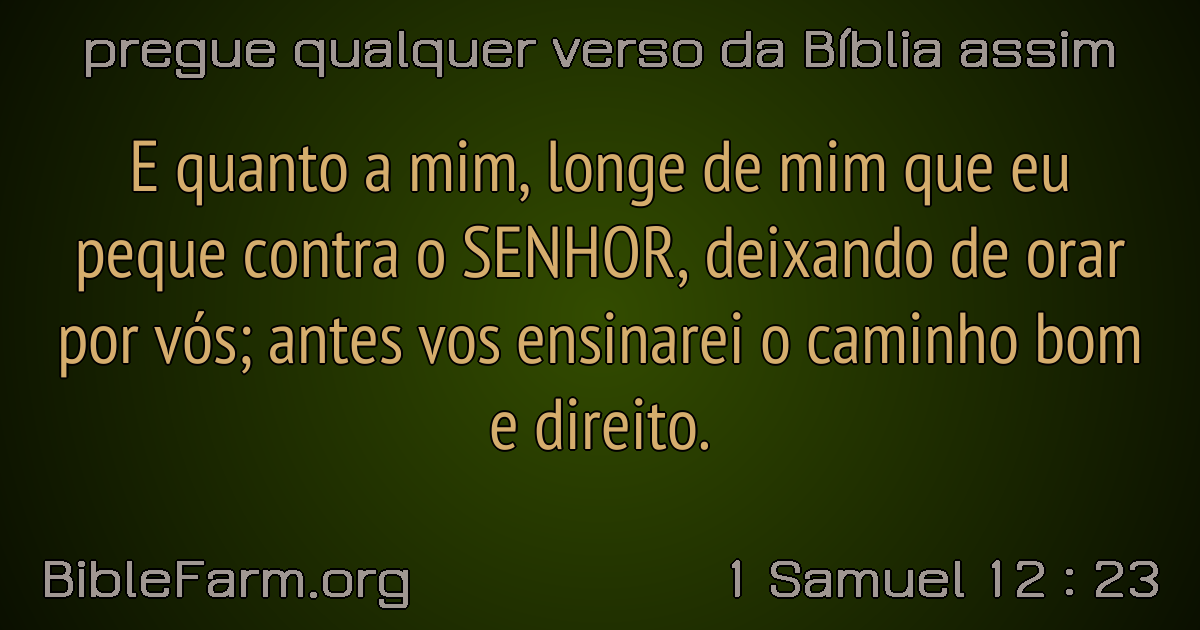 pregue qualquer verso da Bíblia assim
E quanto a mim, longe de mim que eu
peque contra o SENHOR, deixando de orar
por vós; antes vos ensinarei o caminho bom
e direito.
BibleFarm.org
1 Samuel 12 : 23